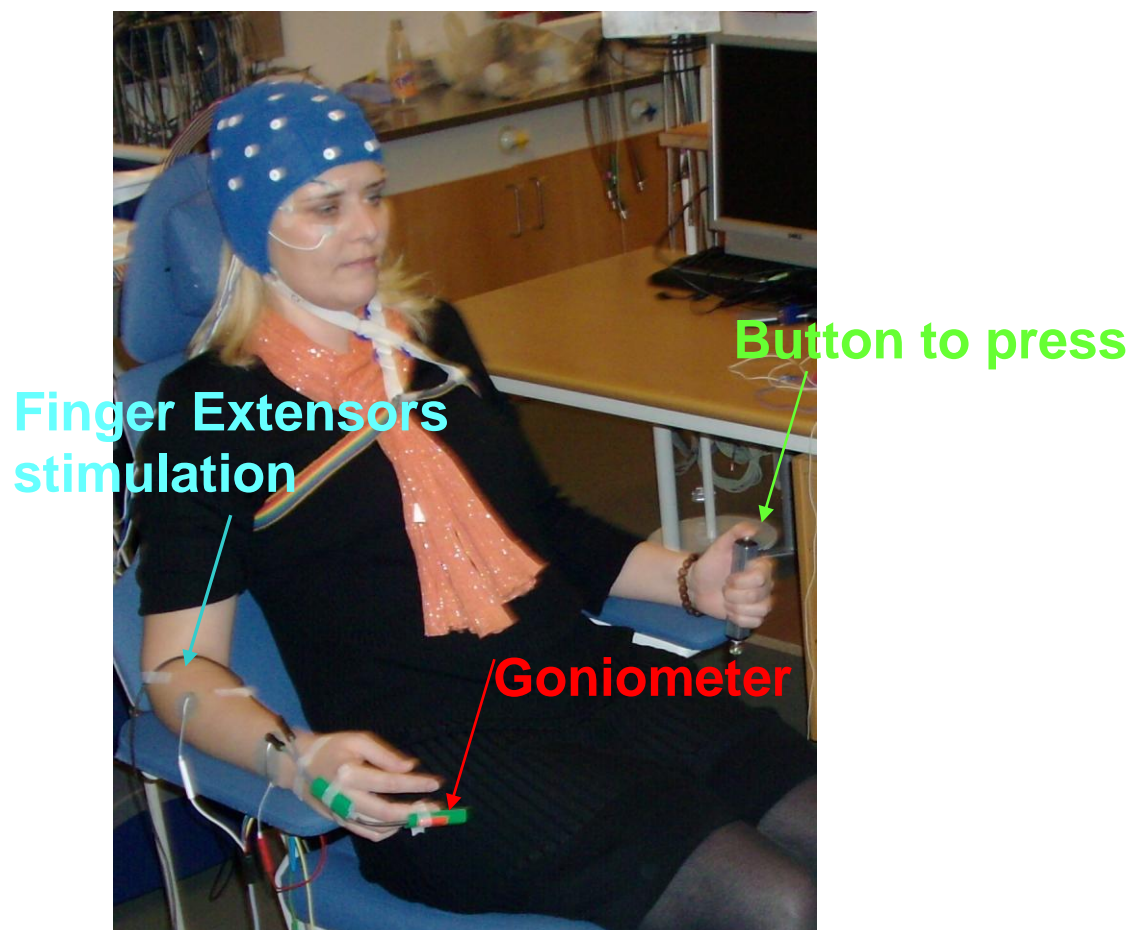 Button to press
Finger Extensors
stimulation
Goniometer